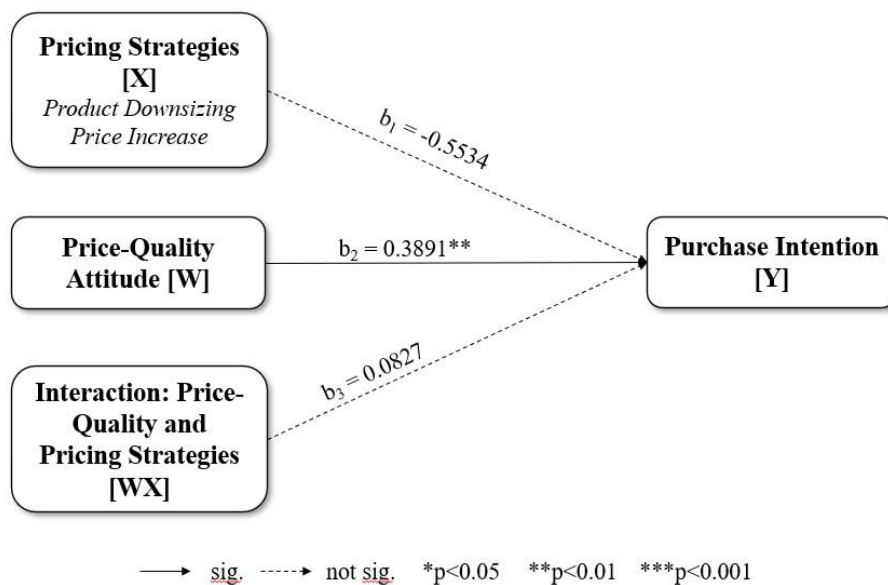 Pricing Strategies
[X]
Product Downsizing
Price Increase
b₁ = -0.5534
Price-Quality
Attitude [W]
b₂ = 0.3891**
Purchase Intention
[Y]
b₃ = 0.0827
Interaction: Price-
Quality and
Pricing Strategies
[WX]
sig. not sig. *p<0.05 **p<0.01 ***p<0.001